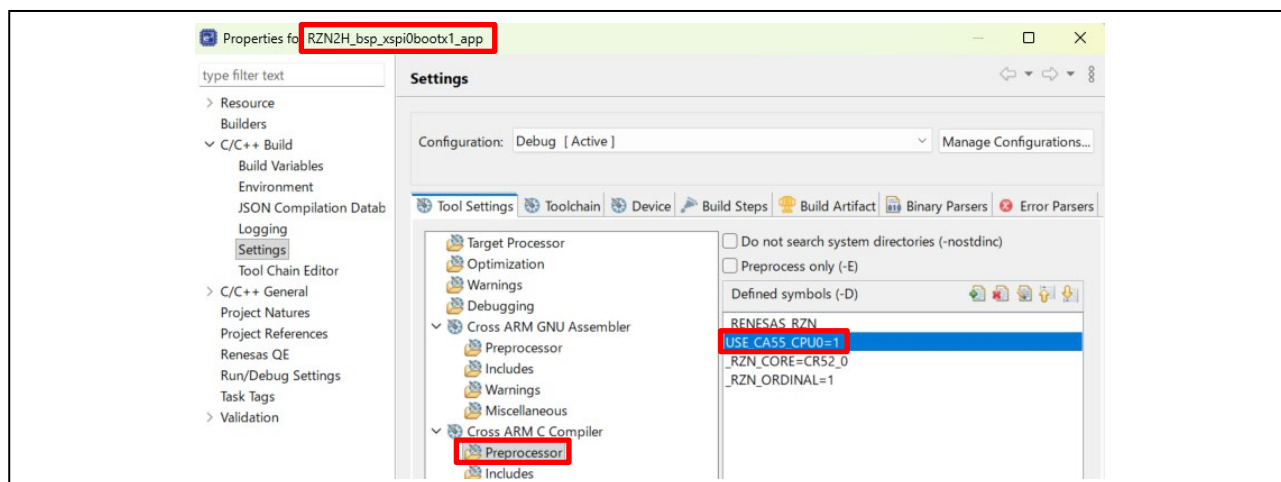 Properties for RZN2H_bsp_xspi0bootx1_app
type filter text
Settings
> Resource
Builders
C/C++ Build
Build Variables
Environment
JSON Compilation Datab
Logging
Settings
Tool Chain Editor
> C/C++ General
Project Natures
Project References
Renesas QE
Run/Debug Settings
Task Tags
> Validation
Configuration: Debug [ Active ]
Manage Configurations...
Tool Settings Toolchain Device Build Steps Build Artifact Binary Parsers Error Parsers
Target Processor
Optimization
Warnings
Debugging
Cross ARM GNU Assembler
Preprocessor
Includes
Warnings
Miscellaneous
Cross ARM C Compiler
Preprocessor
Includes
Do not search system directories (-nostdinc)
Preprocess only (-E)
Defined symbols (-D)
_RENESAS_RZN_
USE_CA55_CPU0=1
_RZN_CORE=CR52_0
_RZN_ORDINAL=1